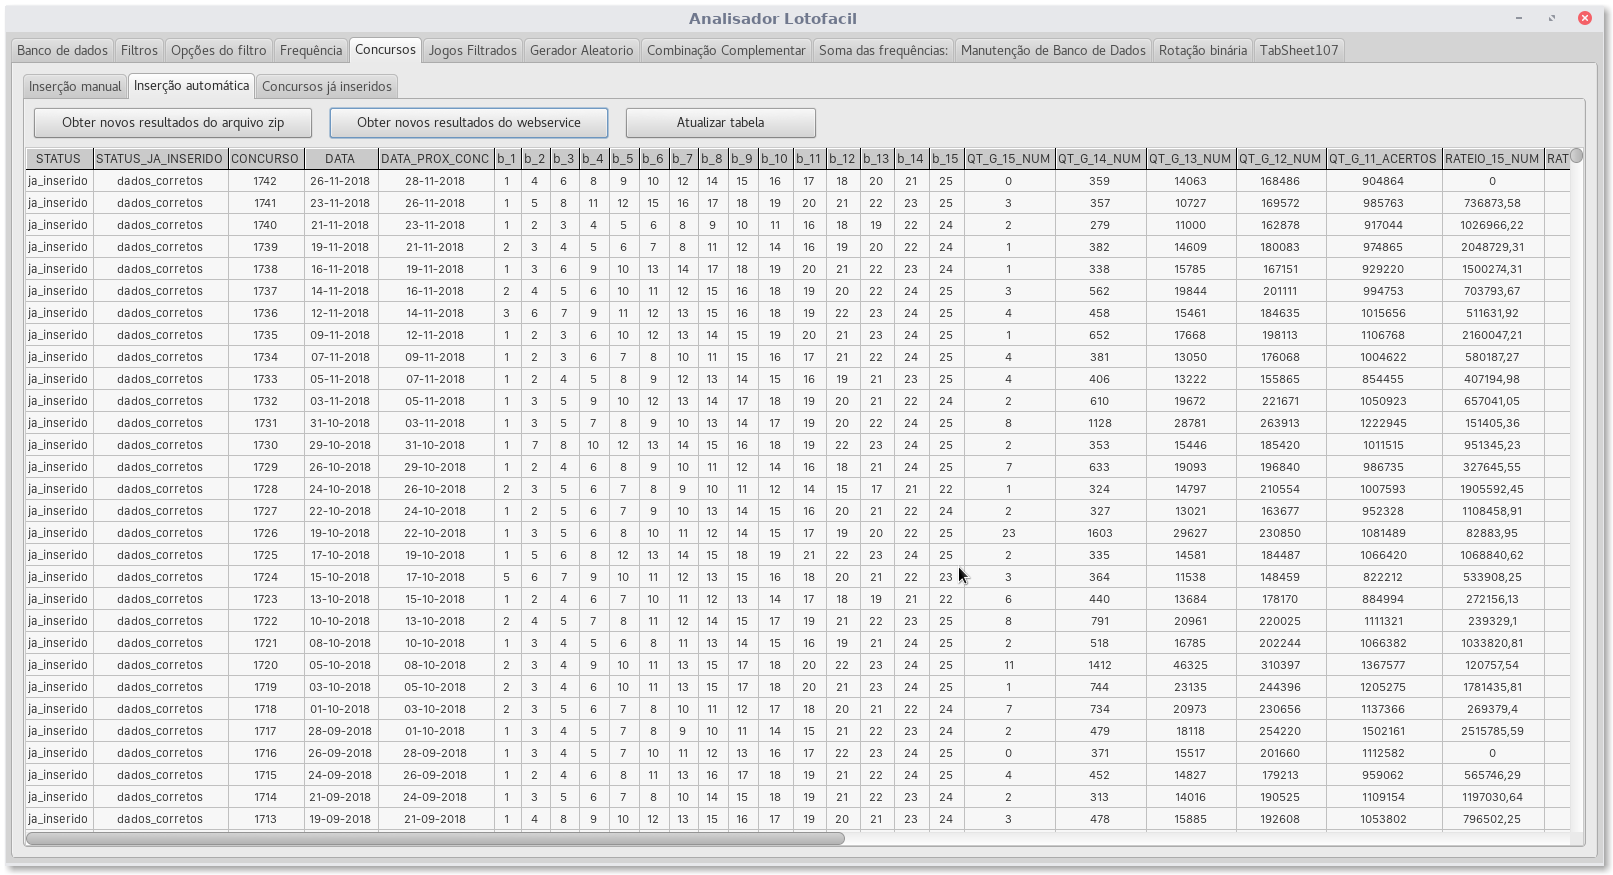 Analisador Lotofacil
Banco de dados Filtros Opções do filtro Frequência Concursos Jogos Filtrados Gerador Aleatorio Combinação Complementar Soma das frequências: Manutenção de Banco de Dados Rotação binária TabSheet107
Inserção manual Inserção automática Concursos já inseridos
Obter novos resultados do arquivo zip Obter novos resultados do webservice Atualizar tabela
STATUS STATUS_JA_INSERIDO CONCURSO DATA DATA_PROX_CONC b_1 b_2 b_3 b_4 b_5 b_6 b_7 b_8 b_9 b_10 b_11 b_12 b_13 b_14 b_15 QT_G_15_NUM QT_G_14_NUM QT_G_13_NUM QT_G_12_NUM QT_G_11_ACERTOS RATEIO_15_NUM RAT
ja_inserido dados_corretos 1742 26-11-2018 28-11-2018 1 4 6 8 9 10 12 14 15 16 17 18 20 21 25 0 359 14063 168486 904864 0
ja_inserido dados_corretos 1741 23-11-2018 26-11-2018 1 5 8 11 12 15 16 17 18 19 20 21 22 23 25 3 357 10727 169572 985763 736873,58
ja_inserido dados_corretos 1740 21-11-2018 23-11-2018 1 2 3 4 5 6 8 9 10 11 16 18 19 22 24 2 279 11000 162878 917044 1026966,22
ja_inserido dados_corretos 1739 19-11-2018 21-11-2018 2 3 4 5 6 7 8 11 12 14 16 19 20 22 24 1 382 14609 180083 974865 2048729,31
ja_inserido dados_corretos 1738 16-11-2018 19-11-2018 1 3 6 9 10 13 14 17 18 19 20 21 22 23 24 1 338 15785 167151 929220 1500274,31
ja_inserido dados_corretos 1737 14-11-2018 16-11-2018 2 4 5 6 10 11 12 15 16 18 19 20 22 24 25 3 562 19844 201111 994753 703793,67
ja_inserido dados_corretos 1736 12-11-2018 14-11-2018 3 6 7 9 11 12 13 15 16 18 19 22 23 24 25 4 458 15461 184635 1015656 511631,92
ja_inserido dados_corretos 1735 09-11-2018 12-11-2018 1 2 3 6 10 12 13 14 15 19 20 21 23 24 25 1 652 17668 198113 1106768 2160047,21
ja_inserido dados_corretos 1734 07-11-2018 09-11-2018 1 2 3 6 7 8 10 11 15 16 17 21 22 24 25 4 381 13050 176068 1004622 580187,27
ja_inserido dados_corretos 1733 05-11-2018 07-11-2018 1 2 4 5 8 9 12 13 14 15 16 19 21 23 25 4 406 13222 155865 854455 407194,98
ja_inserido dados_corretos 1732 03-11-2018 05-11-2018 1 3 5 9 10 12 13 14 17 18 19 20 21 22 24 2 610 19672 221671 1050923 657041,05
ja_inserido dados_corretos 1731 31-10-2018 03-11-2018 1 3 5 7 8 9 10 13 14 17 19 20 22 24 25 8 1128 28781 263913 1222945 151405,36
ja_inserido dados_corretos 1730 29-10-2018 31-10-2018 1 7 8 10 12 13 14 15 16 18 19 22 23 24 25 2 353 15446 185420 1011515 951345,23
ja_inserido dados_corretos 1729 26-10-2018 29-10-2018 1 2 4 6 8 9 10 11 12 14 16 18 21 24 25 7 633 19093 196840 986735 327645,55
ja_inserido dados_corretos 1728 24-10-2018 26-10-2018 2 3 5 6 7 8 9 10 11 12 14 15 17 21 22 1 324 14797 210554 1007593 1905592,45
ja_inserido dados_corretos 1727 22-10-2018 24-10-2018 1 2 5 6 7 9 10 13 14 15 16 20 21 22 24 2 327 13021 163677 952328 1108458,91
ja_inserido dados_corretos 1726 19-10-2018 22-10-2018 1 3 5 6 8 10 11 12 14 15 17 19 20 22 25 23 1603 29627 230850 1081489 82883,95
ja_inserido dados_corretos 1725 17-10-2018 19-10-2018 1 5 6 8 12 13 14 15 18 19 21 22 23 24 25 2 335 14581 184487 1066420 1068840,62
ja_inserido dados_corretos 1724 15-10-2018 17-10-2018 5 6 7 9 10 11 12 13 15 16 18 20 21 22 23 3 364 11538 148459 822212 533908,25
ja_inserido dados_corretos 1723 13-10-2018 15-10-2018 1 2 4 6 7 10 11 12 13 14 17 18 19 21 22 6 440 13684 178170 884994 272156,13
ja_inserido dados_corretos 1722 10-10-2018 13-10-2018 2 4 5 7 8 11 12 14 15 17 19 21 22 23 25 8 791 20961 220025 1111321 239329,1
ja_inserido dados_corretos 1721 08-10-2018 10-10-2018 1 3 4 5 6 8 11 13 14 15 16 19 21 24 25 2 518 16785 202244 1066382 1033820,81
ja_inserido dados_corretos 1720 05-10-2018 08-10-2018 2 3 4 9 10 11 13 15 17 18 20 22 23 24 25 11 1412 46325 310397 1367577 120757,54
ja_inserido dados_corretos 1719 03-10-2018 05-10-2018 2 3 4 6 10 11 13 15 17 18 20 21 23 24 25 1 744 23135 244396 1205275 1781435,81
ja_inserido dados_corretos 1718 01-10-2018 03-10-2018 2 3 5 6 7 8 10 11 12 17 18 20 21 22 24 7 734 20973 230656 1137366 269379,4
ja_inserido dados_corretos 1717 28-09-2018 01-10-2018 1 3 4 5 7 8 9 10 11 14 15 21 22 23 24 2 479 18118 254220 1502161 2515785,59
ja_inserido dados_corretos 1716 26-09-2018 28-09-2018 1 3 4 5 7 10 11 12 13 16 17 22 23 24 25 0 371 15517 201660 1112582 0
ja_inserido dados_corretos 1715 24-09-2018 26-09-2018 1 2 4 6 8 11 13 16 17 18 19 21 22 24 25 4 452 14827 179213 959062 565746,29
ja_inserido dados_corretos 1714 21-09-2018 24-09-2018 1 3 5 6 7 8 10 14 15 18 19 21 22 23 24 2 313 14016 190525 1109154 1197030,64
ja_inserido dados_corretos 1713 19-09-2018 21-09-2018 1 4 8 9 10 12 13 15 16 17 19 20 21 23 24 3 478 15885 192608 1053802 796502,25